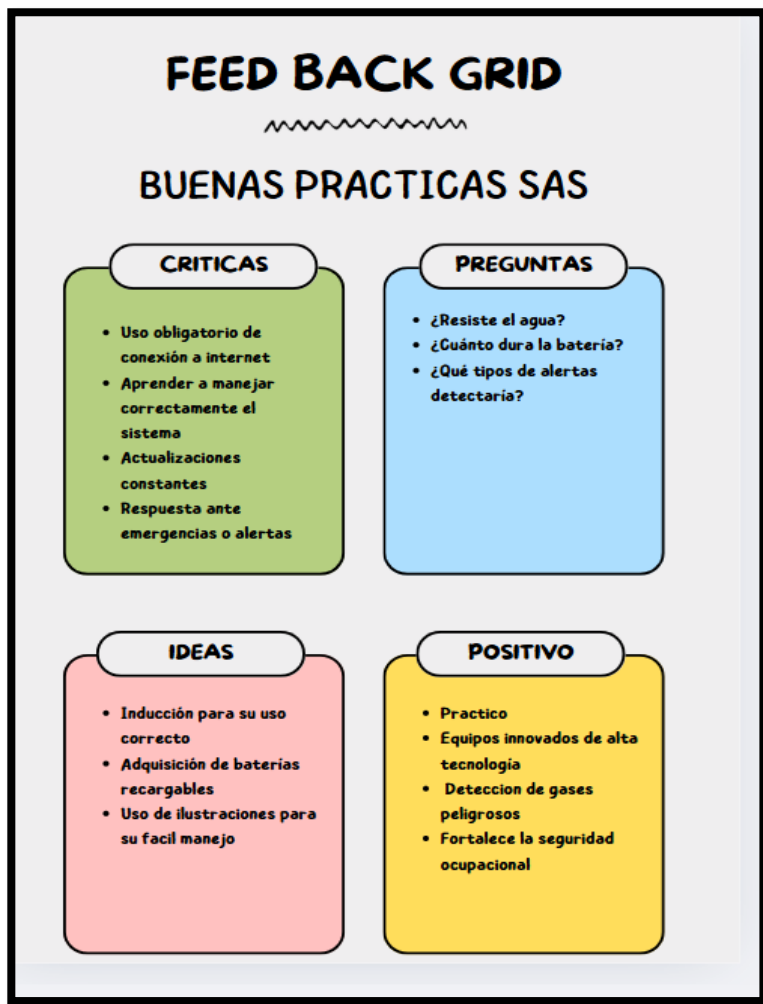 FEED BACK GRID
BUENAS PRACTICAS SAS
CRITICAS
• Uso obligatorio de
conexión a internet
• Aprender a manejar
correctamente el
sistema
• Actualizaciones
constantes
• Respuesta ante
emergencias o alertas
PREGUNTAS
• ¿Resiste el agua?
• ¿Cuánto dura la batería?
• ¿Qué tipos de alertas
detectaría?
IDEAS
• Inducción para su uso
correcto
• Adquisición de baterías
recargables
• Uso de ilustraciones para
su facil manejo
POSITIVO
• Practico
• Equipos innovados de alta
tecnología
• Deteccion de gases
peligrosos
• Fortalece la seguridad
ocupacional